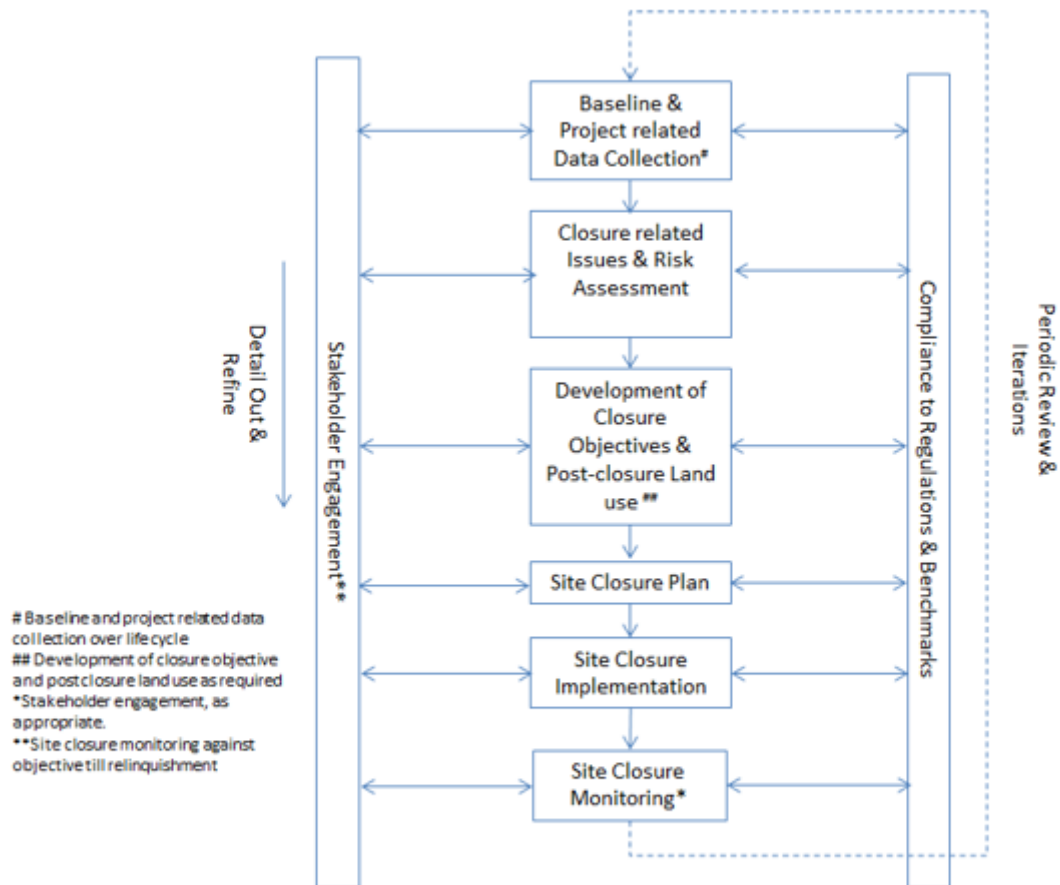 Baseline &
Project related
Data Collection#
Closure related
Issues & Risk
Assessment
Development of
Closure
Objectives &
Post-closure Land
use ##
Site Closure Plan
Site Closure
Implementation
Site Closure
Monitoring*
Detail Out &
Refine
Stakeholder Engagement**
Compliance to Regulations & Benchmarks
Periodic Review &
Iterations
# Baseline and project related data
collection over life cycle
## Development of closure objective
and post closure land use as required
*Stakeholder engagement, as
appropriate.
**Site closure monitoring against
objective till relinquishment